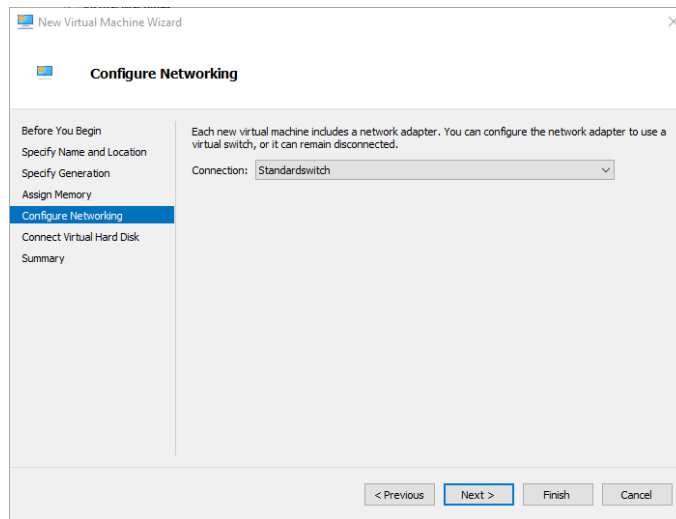 New Virtual Machine Wizard
Configure Networking
Before You Begin
Specify Name and Location
Specify Generation
Assign Memory
Configure Networking
Connect Virtual Hard Disk
Summary
Each new virtual machine includes a network adapter. You can configure the network adapter to use a
virtual switch, or it can remain disconnected.
Connection: Standardswitch
< Previous Next > Finish Cancel